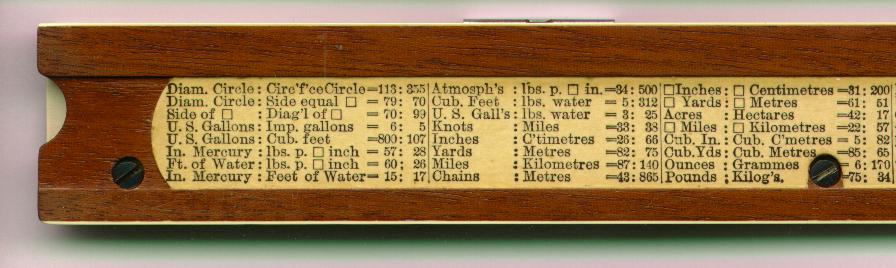 Diam. Circle : Circ'f'ceCircle=113: 355 Atmosph's : lbs. p. □ in.=34: 500 □Inches : □ Centimetres=31: 200
Diam. Circle : Side equal □ = 79: 70 Cub. Feet : lbs. water = 5: 312 □ Yards : □ Metres =61: 51
Side of □ : Diag'l of □ = 70: 99 U. S. Gall's : lbs. water = 3: 25 Acres : Hectares =42: 17
U. S. Gallons : Imp. gallons = 6: 5 Knots : Miles =33: 38 □ Miles : □ Kilometres =22: 57
U. S. Gallons : Cub. feet =800: 107 Inches : C'timetres =26: 66 Cub. In. : Cub. C'metres = 5: 82
In. Mercury : lbs. p. □ inch = 57: 28 Yards : Metres =82: 75 Cub.Yds : Cub. Metres =85: 65
Ft. of Water : lbs. p. □ inch = 60: 26 Miles : Kilometres =87: 140 Ounces : Grammes = 6: 170
In. Mercury : Feet of Water= 15: 17 Chains : Metres =43: 865 Pounds : Kilog's. =75: 34